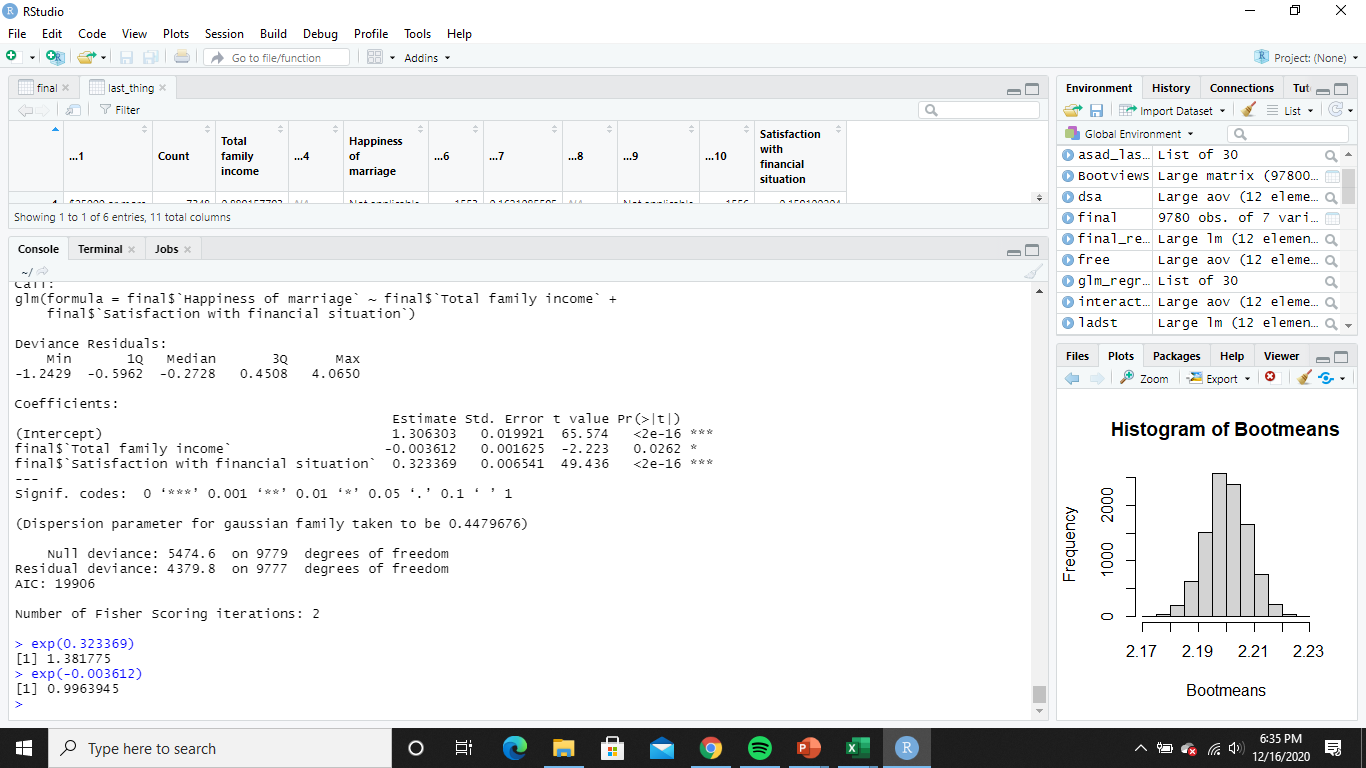 RStudio
File Edit Code View Plots Session Build Debug Profile Tools Help
Go to file/function Addins Project: (None)
final last_thing
Filter
...1 Count Total family income ...4 Happiness of marriage ...6 ...7 ...8 ...9 ...10 Satisfaction with financial situation
Showing 1 to 1 of 6 entries, 11 total columns
Console Terminal Jobs
~/
Call:
glm(formula = final$`Happiness of marriage` ~ final$`Total family income` +
    final$`Satisfaction with financial situation`)
Deviance Residuals:
    Min      1Q   Median      3Q     Max
-1.2429 -0.5962 -0.2728 0.4508 4.0650
Coefficients:
Estimate Std. Error t value Pr(>|t|)
(Intercept) 1.306303 0.019921 65.574 <2e-16 ***
final$`Total family income` -0.003612 0.001625 -2.223 0.0262 *
final$`Satisfaction with financial situation` 0.323369 0.006541 49.436 <2e-16 ***
---
Signif. codes: 0 ‘***’ 0.001 ‘**’ 0.01 ‘*’ 0.05 ‘.’ 0.1 ‘ ’ 1
(Dispersion parameter for gaussian family taken to be 0.4479676)
Null deviance: 5474.6 on 9779 degrees of freedom
Residual deviance: 4379.8 on 9777 degrees of freedom
AIC: 19906
Number of Fisher Scoring iterations: 2
> exp(0.323369)
[1] 1.381775
> exp(-0.003612)
[1] 0.9963945
>
Environment History Connections Tut
Import Dataset List
Global Environment
asad_las… List of 30
Bootviews Large matrix (97800…
dsa Large aov (12 eleme…
final 9780 obs. of 7 vari…
final_re… Large lm (12 elemen…
free Large aov (12 eleme…
glm_regr… List of 30
interact… Large aov (12 eleme…
ladst Large lm (12 elemen…
Files Plots Packages Help Viewer
Zoom Export
Histogram of Bootmeans
Frequency
0 1000 2000
2.17 2.19 2.21 2.23
Bootmeans
Type here to search
6:35 PM
12/16/2020